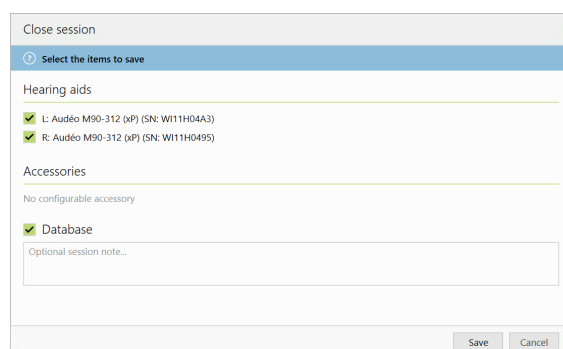 Close session
Select the items to save
Hearing aids
L: Audéo M90-312 (xP) (SN: WI11H04A3)
R: Audéo M90-312 (xP) (SN: WI11H0495)
Accessories
No configurable accessory
Database
Optional session note...
Save Cancel